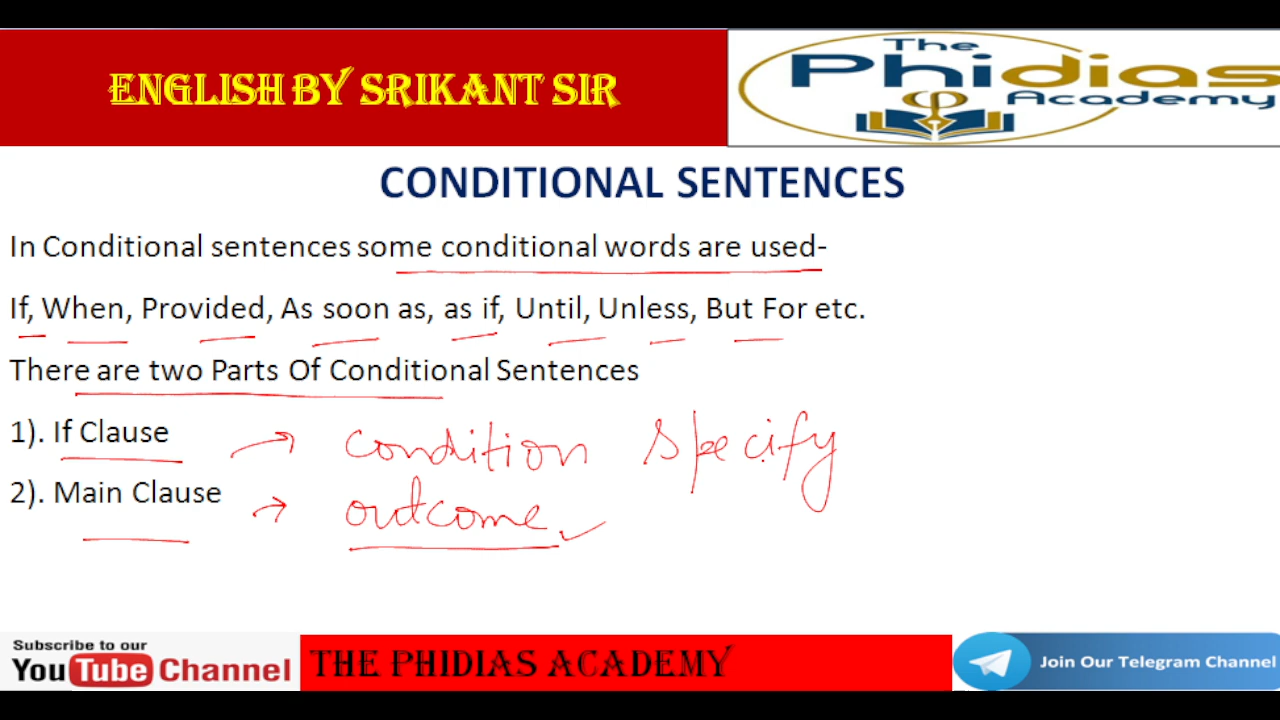 ENGLISH BY SRIKANT SIR
The
Phidias
Academy
CONDITIONAL SENTENCES
In Conditional sentences some conditional words are used-
If, When, Provided, As soon as, as if, Until, Unless, But For etc.
There are two Parts Of Conditional Sentences
1). If Clause → condition specify
2). Main Clause → outcome ✓
Subscribe to our
YouTube Channel
THE PHIDIAS ACADEMY
Join Our Telegram Channel